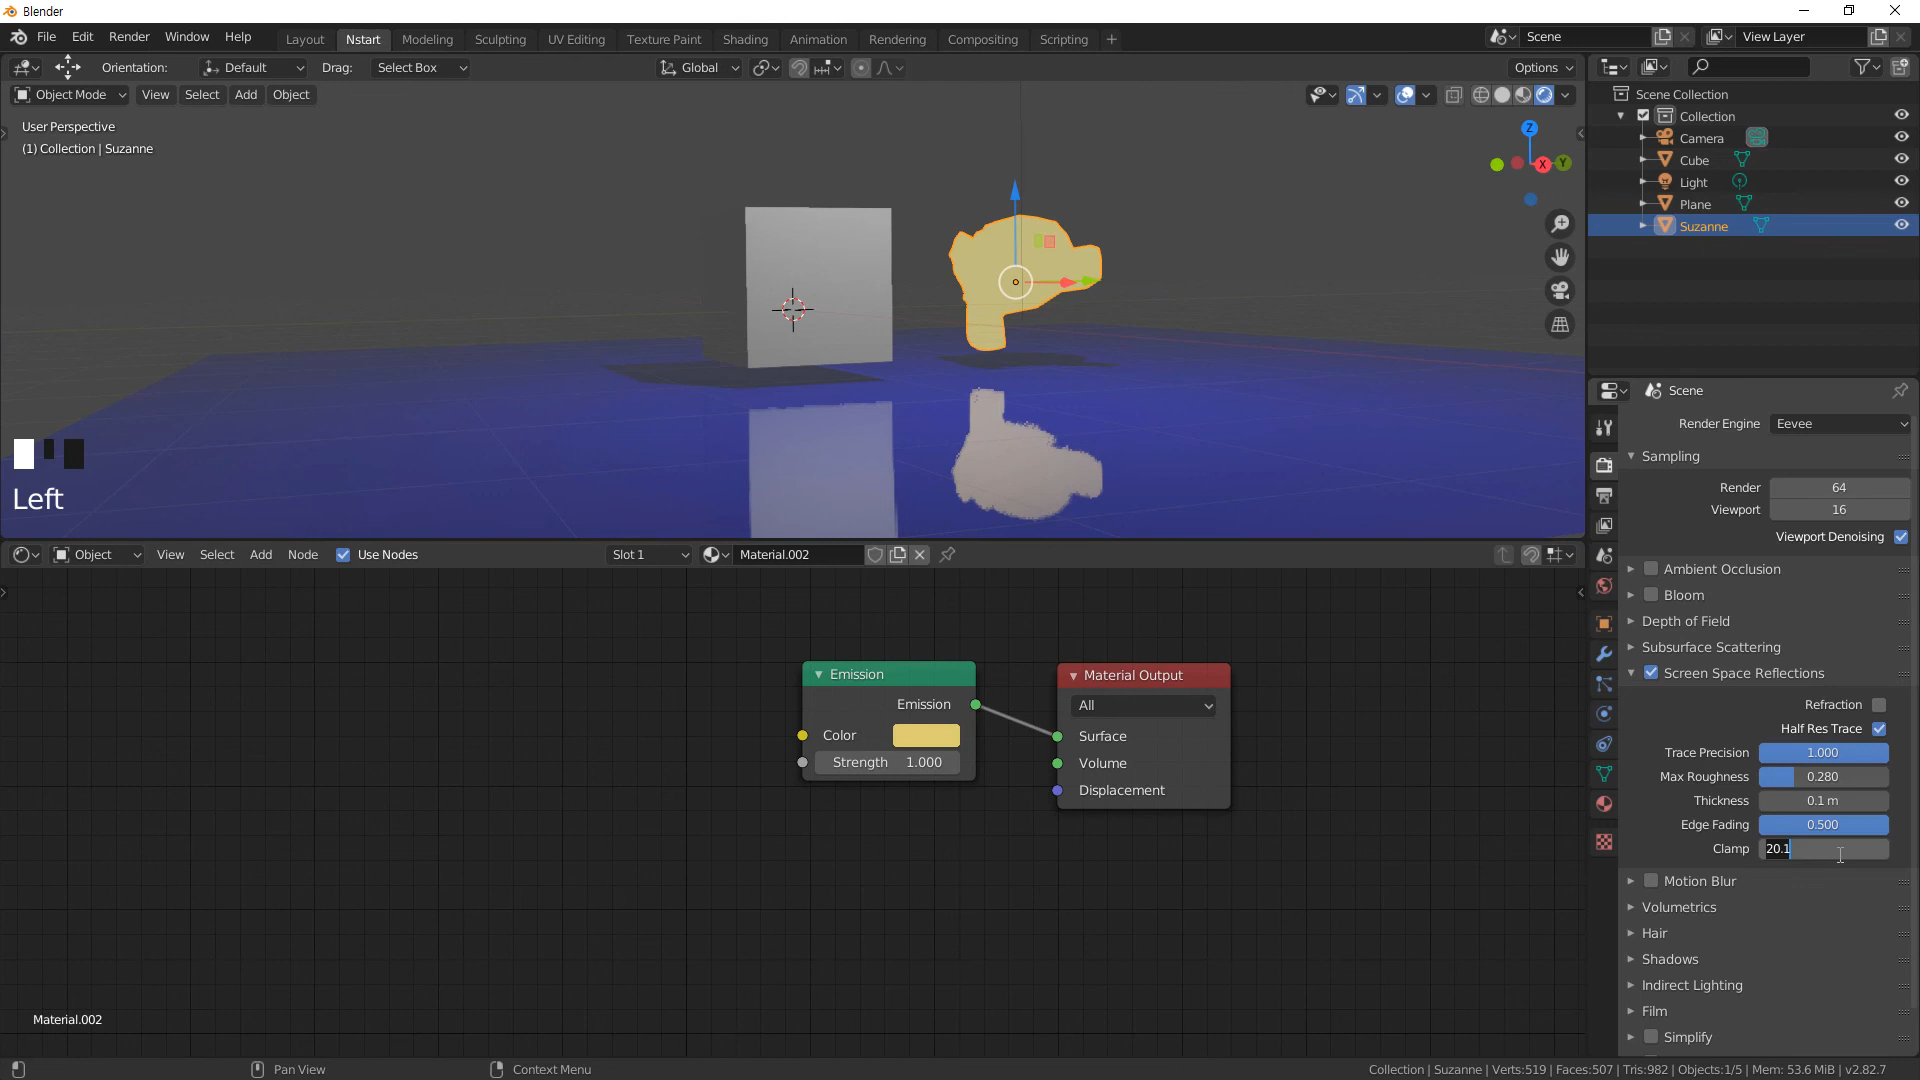 Blender
File Edit Render Window Help Layout Nstart Modeling Sculpting UV Editing Texture Paint Shading Animation Rendering Compositing Scripting + Scene View Layer
Orientation: Default Drag: Select Box Global Options
Object Mode View Select Add Object
User Perspective
(1) Collection | Suzanne
Z
X
Y
Left
Scene Collection
Collection
Camera
Cube
Light
Plane
Suzanne
Scene
Render Engine Eevee
Sampling
Render 64
Viewport 16
Viewport Denoising
Ambient Occlusion
Bloom
Depth of Field
Subsurface Scattering
Screen Space Reflections
Refraction
Half Res Trace
Trace Precision 1.000
Max Roughness 0.280
Thickness 0.1 m
Edge Fading 0.500
Clamp 20.1
Motion Blur
Volumetrics
Hair
Shadows
Indirect Lighting
Film
Simplify
Object View Select Add Node Use Nodes Slot 1 Material.002
Emission
Emission
Color
Strength 1.000
Material Output
All
Surface
Volume
Displacement
Material.002
Pan View Context Menu Collection | Suzanne | Verts:519 | Faces:507 | Tris:982 | Objects:1/5 | Mem: 53.6 MiB | v2.82.7